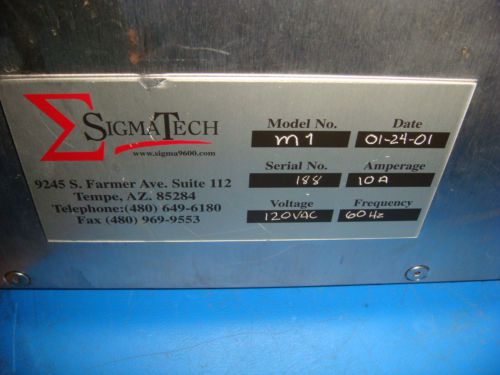 Σ SIGMATECH
www.sigma9600.com
9245 S. Farmer Ave. Suite 112
Tempe, AZ. 85284
Telephone:(480) 649-6180
Fax (480) 969-9553
Model No.
M1
Date
01-24-01
Serial No.
188
Amperage
10A
Voltage
120VAC
Frequency
60Hz